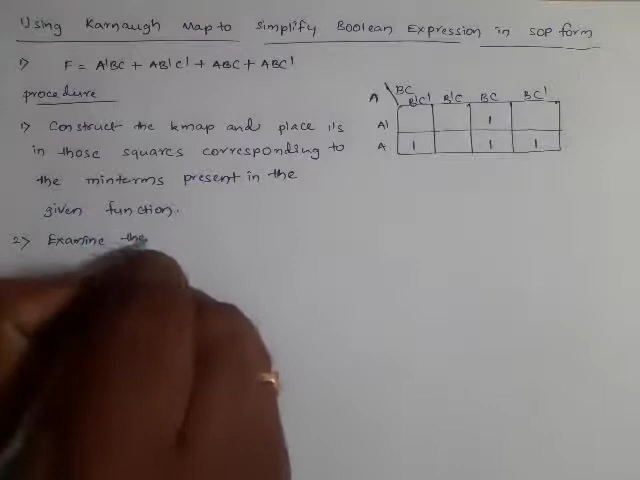 Using Karnaugh Map to Simplify Boolean Expression in SOP form
1) F = A'BC + AB'C' + ABC + ABC'
procedure
1) Construct the kmap and place 1's
in those squares corresponding to
the minterms present in the
given function.
2) Examine the
A \ BC
B'C' B'C BC BC'
A' 1
A 1 1 1